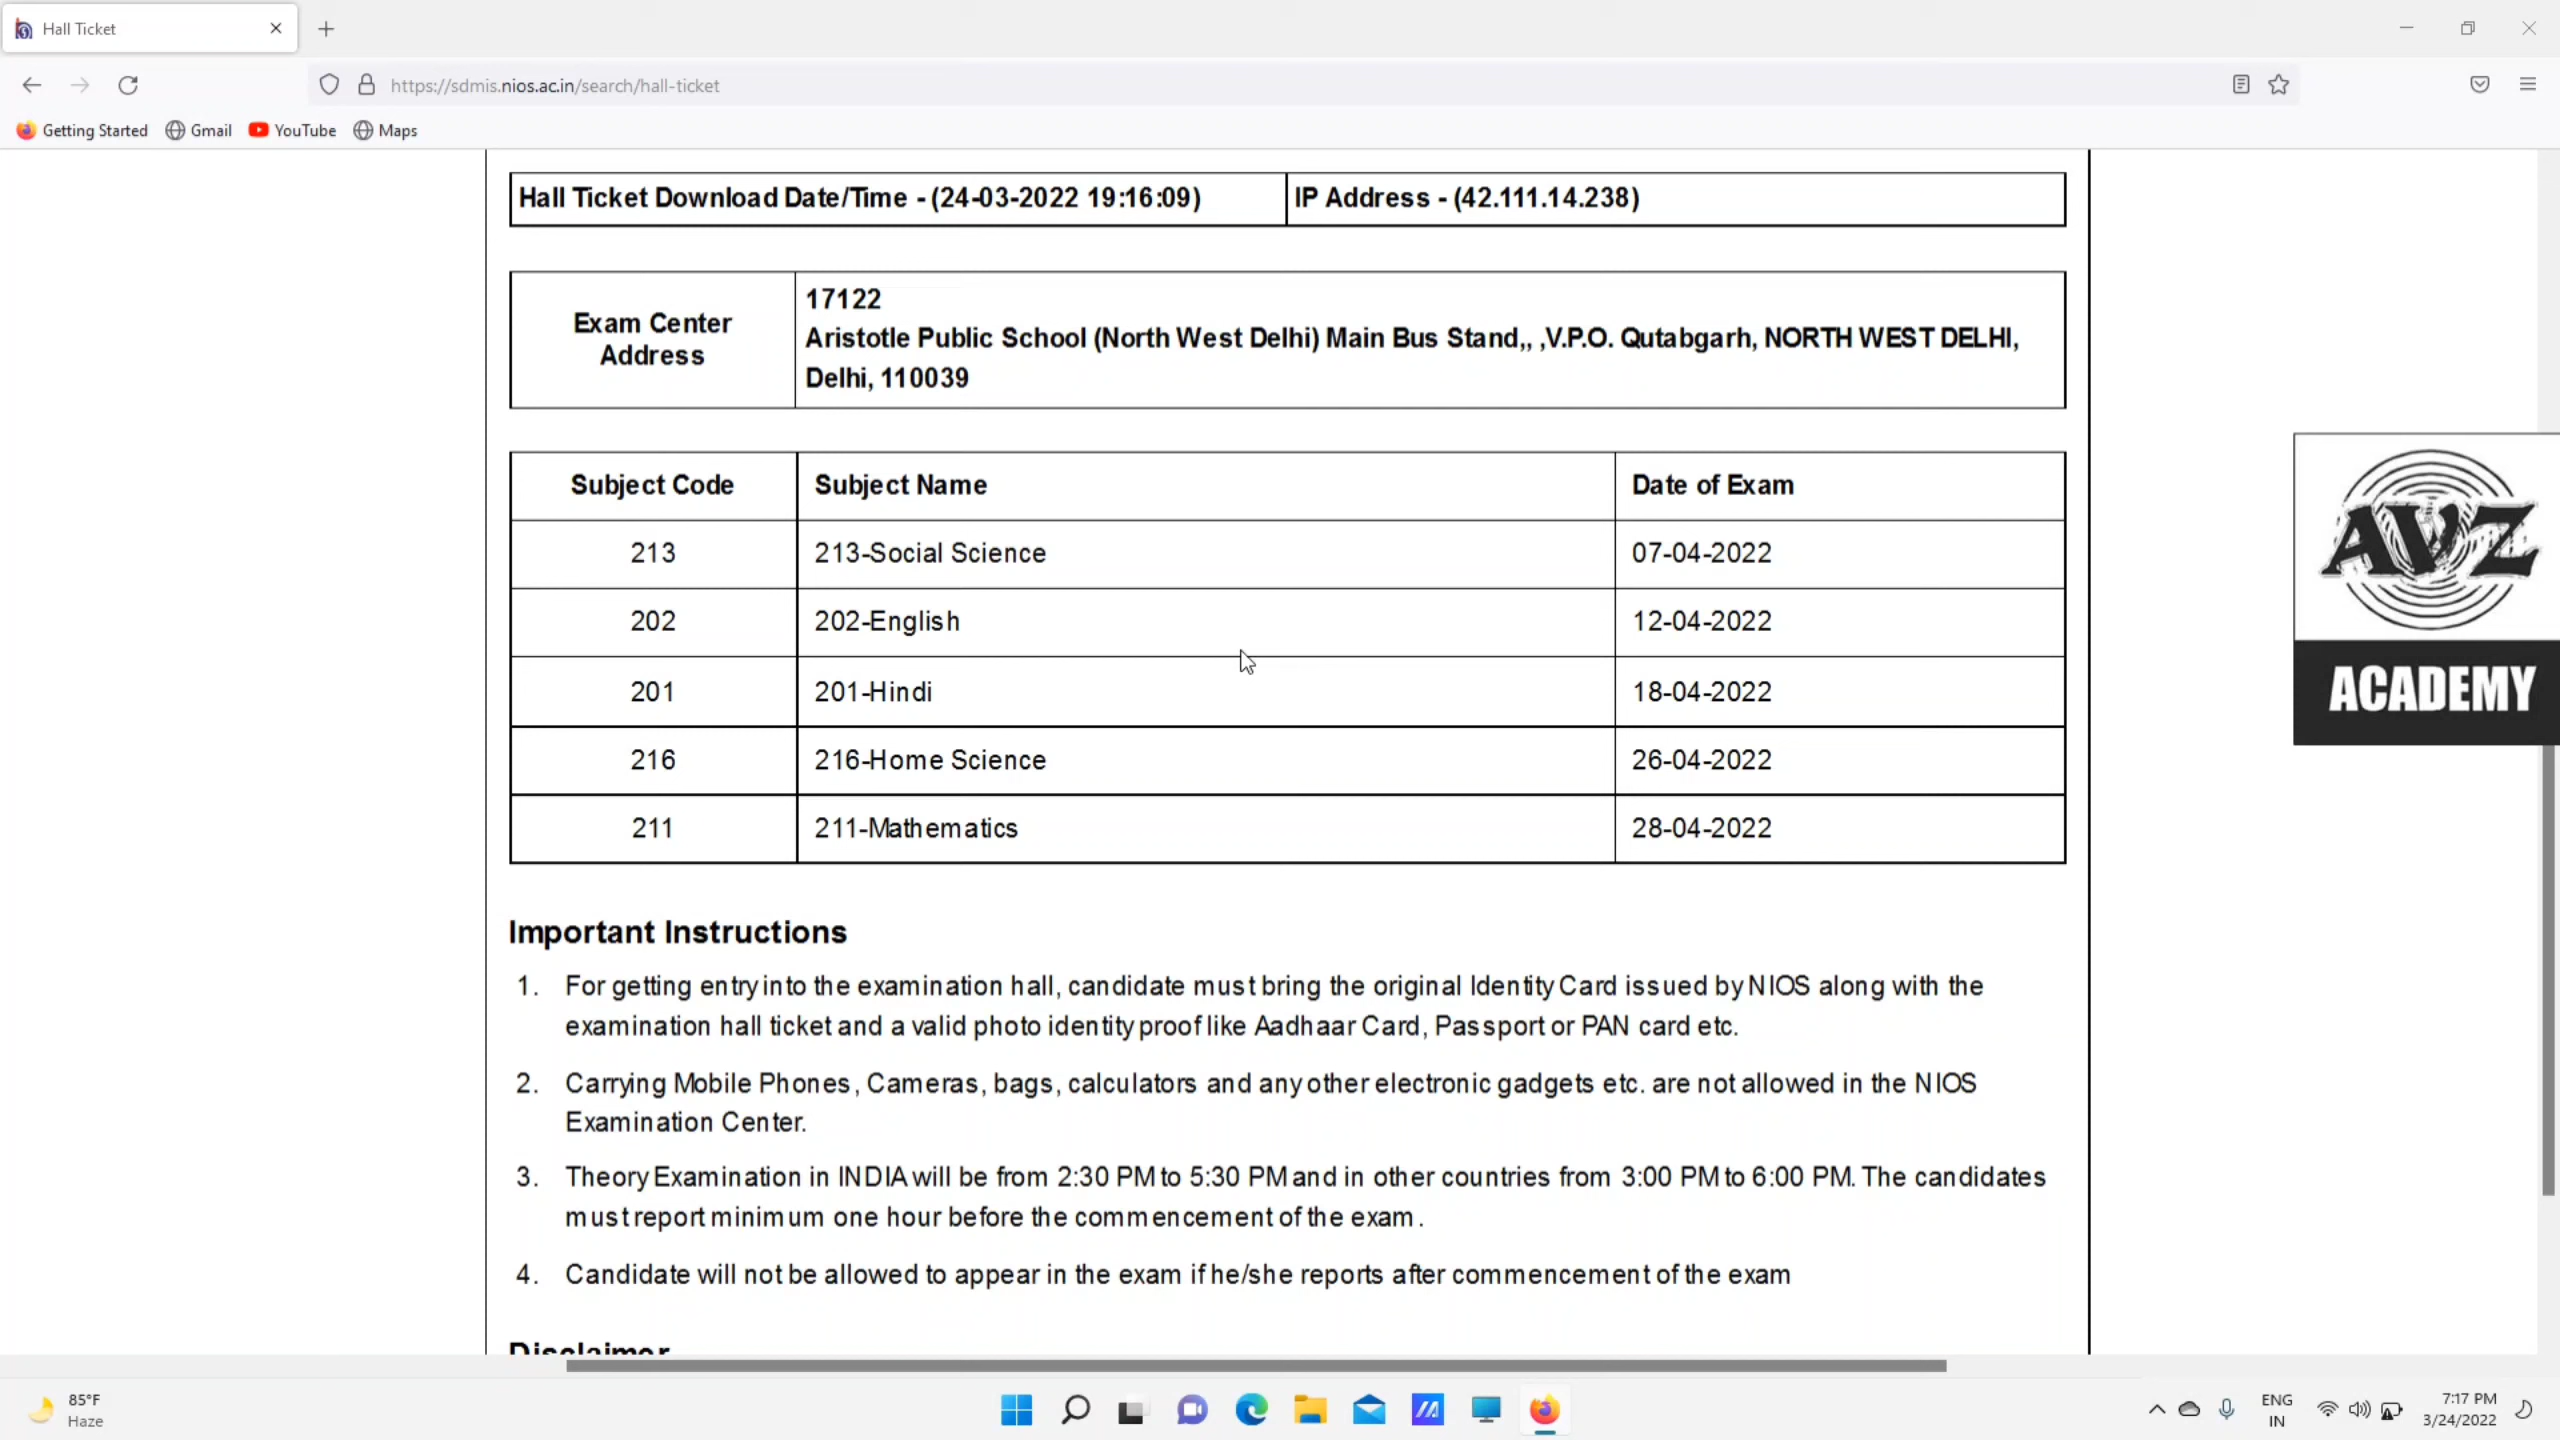 Hall Ticket
https://sdmis.nios.ac.in/search/hall-ticket
Getting Started Gmail YouTube Maps
Hall Ticket Download Date/Time - (24-03-2022 19:16:09) IP Address - (42.111.14.238)
Exam Center Address
17122
Aristotle Public School (North West Delhi) Main Bus Stand,, ,V.P.O. Qutabgarh, NORTH WEST DELHI,
Delhi, 110039
Subject Code Subject Name Date of Exam
213 213-Social Science 07-04-2022
202 202-English 12-04-2022
201 201-Hindi 18-04-2022
216 216-Home Science 26-04-2022
211 211-Mathematics 28-04-2022
AVZ
ACADEMY
Important Instructions
1. For getting entry into the examination hall, candidate must bring the original Identity Card issued by NIOS along with the
examination hall ticket and a valid photo identity proof like Aadhaar Card, Passport or PAN card etc.
2. Carrying Mobile Phones, Cameras, bags, calculators and any other electronic gadgets etc. are not allowed in the NIOS
Examination Center.
3. Theory Examination in INDIA will be from 2:30 PM to 5:30 PM and in other countries from 3:00 PM to 6:00 PM. The candidates
must report minimum one hour before the commencement of the exam.
4. Candidate will not be allowed to appear in the exam if he/she reports after commencement of the exam
Disclaimer
85°F
Haze
ENG
IN
7:17 PM
3/24/2022